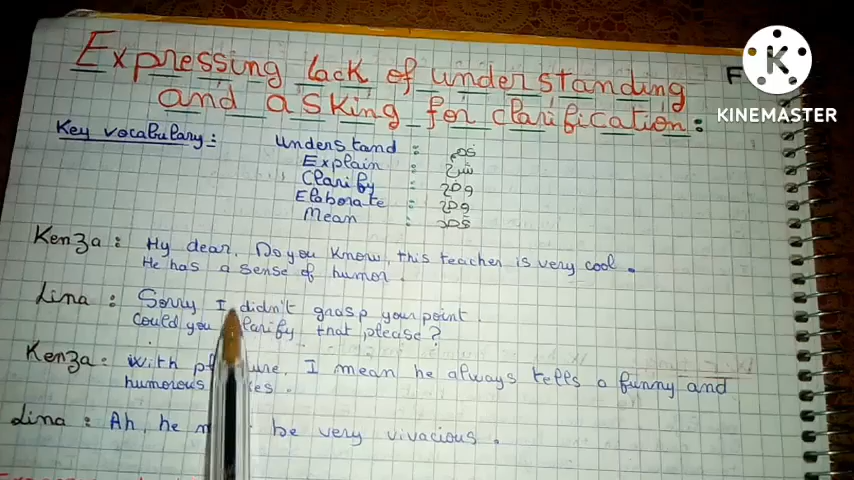 Expressing lack of understanding
F
K
KINEMASTER
and asking for clarification:
Key vocabulary:
Understand : فهم
Explain : شرح
Clarify : وضح
Elaborate : وضح
Mean :
Kenza: Hy dear, Do you know, this teacher is very cool.
He has a sense of humor.
Lina : Sorry I didn't grasp your point.
Could you clarify that please?
Kenza: with I mean he always tells a funny and
humorous
Lina : Ah, he be very vivacious.